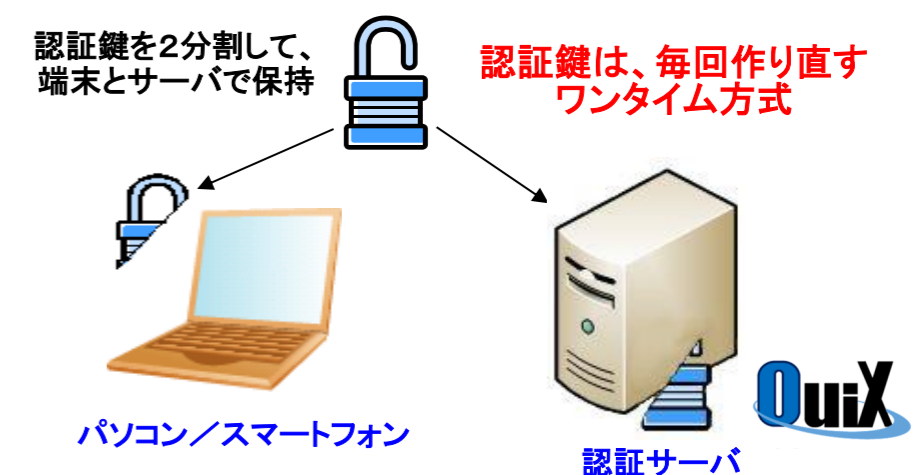 認証鍵を２分割して、
端末とサーバで保持
認証鍵は、毎回作り直す
ワンタイム方式
パソコン／スマートフォン
認証サーバ
QuiX